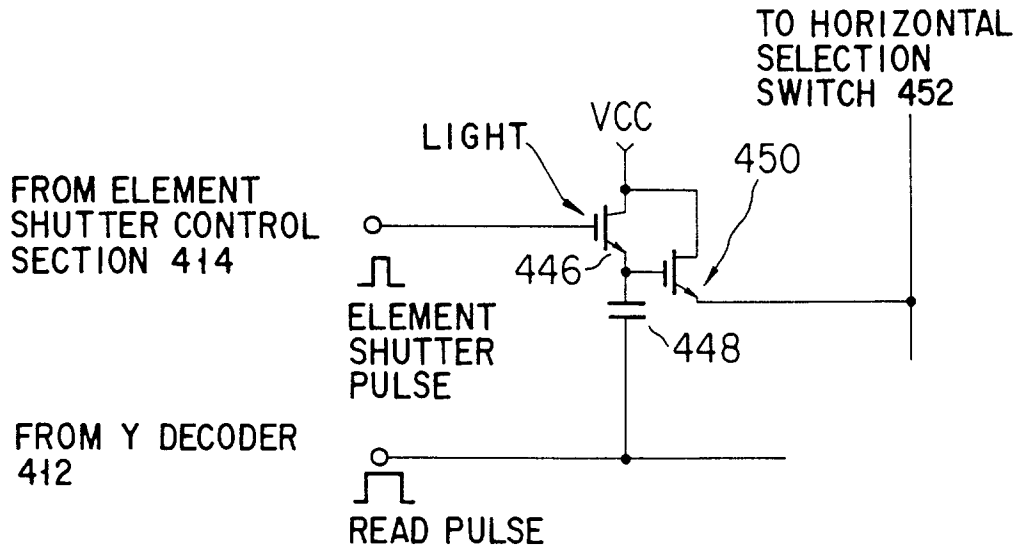 TO HORIZONTAL
SELECTION
SWITCH 452
VCC
LIGHT
450
FROM ELEMENT
SHUTTER CONTROL
SECTION 414
446
ELEMENT
SHUTTER
PULSE
448
FROM Y DECODER
412
READ PULSE